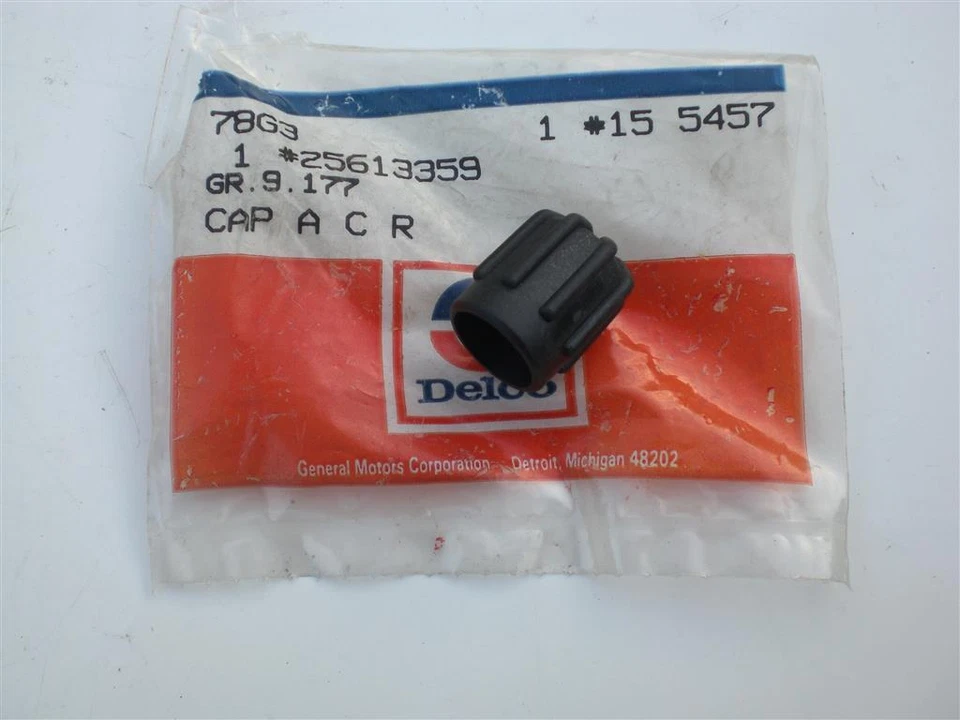 78G3 1 #15 5457
1 #25613359
GR.9.177
CAP A C R
Delco
General Motors Corporation Detroit, Michigan 48202